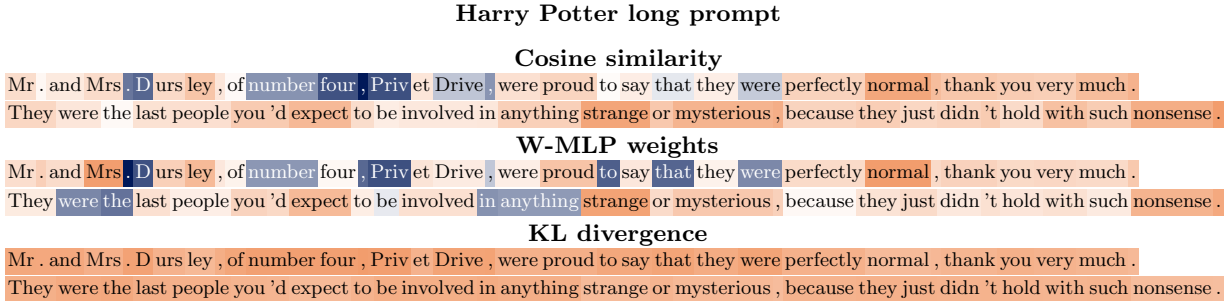 Harry Potter long prompt
Cosine similarity
Mr . and Mrs . D urs ley , of number four , Priv et Drive , were proud to say that they were perfectly normal , thank you very much .
They were the last people you 'd expect to be involved in anything strange or mysterious , because they just didn 't hold with such nonsense .
W-MLP weights
Mr . and Mrs . D urs ley , of number four , Priv et Drive , were proud to say that they were perfectly normal , thank you very much .
They were the last people you 'd expect to be involved in anything strange or mysterious , because they just didn 't hold with such nonsense .
KL divergence
Mr . and Mrs . D urs ley , of number four , Priv et Drive , were proud to say that they were perfectly normal , thank you very much .
They were the last people you 'd expect to be involved in anything strange or mysterious , because they just didn 't hold with such nonsense .